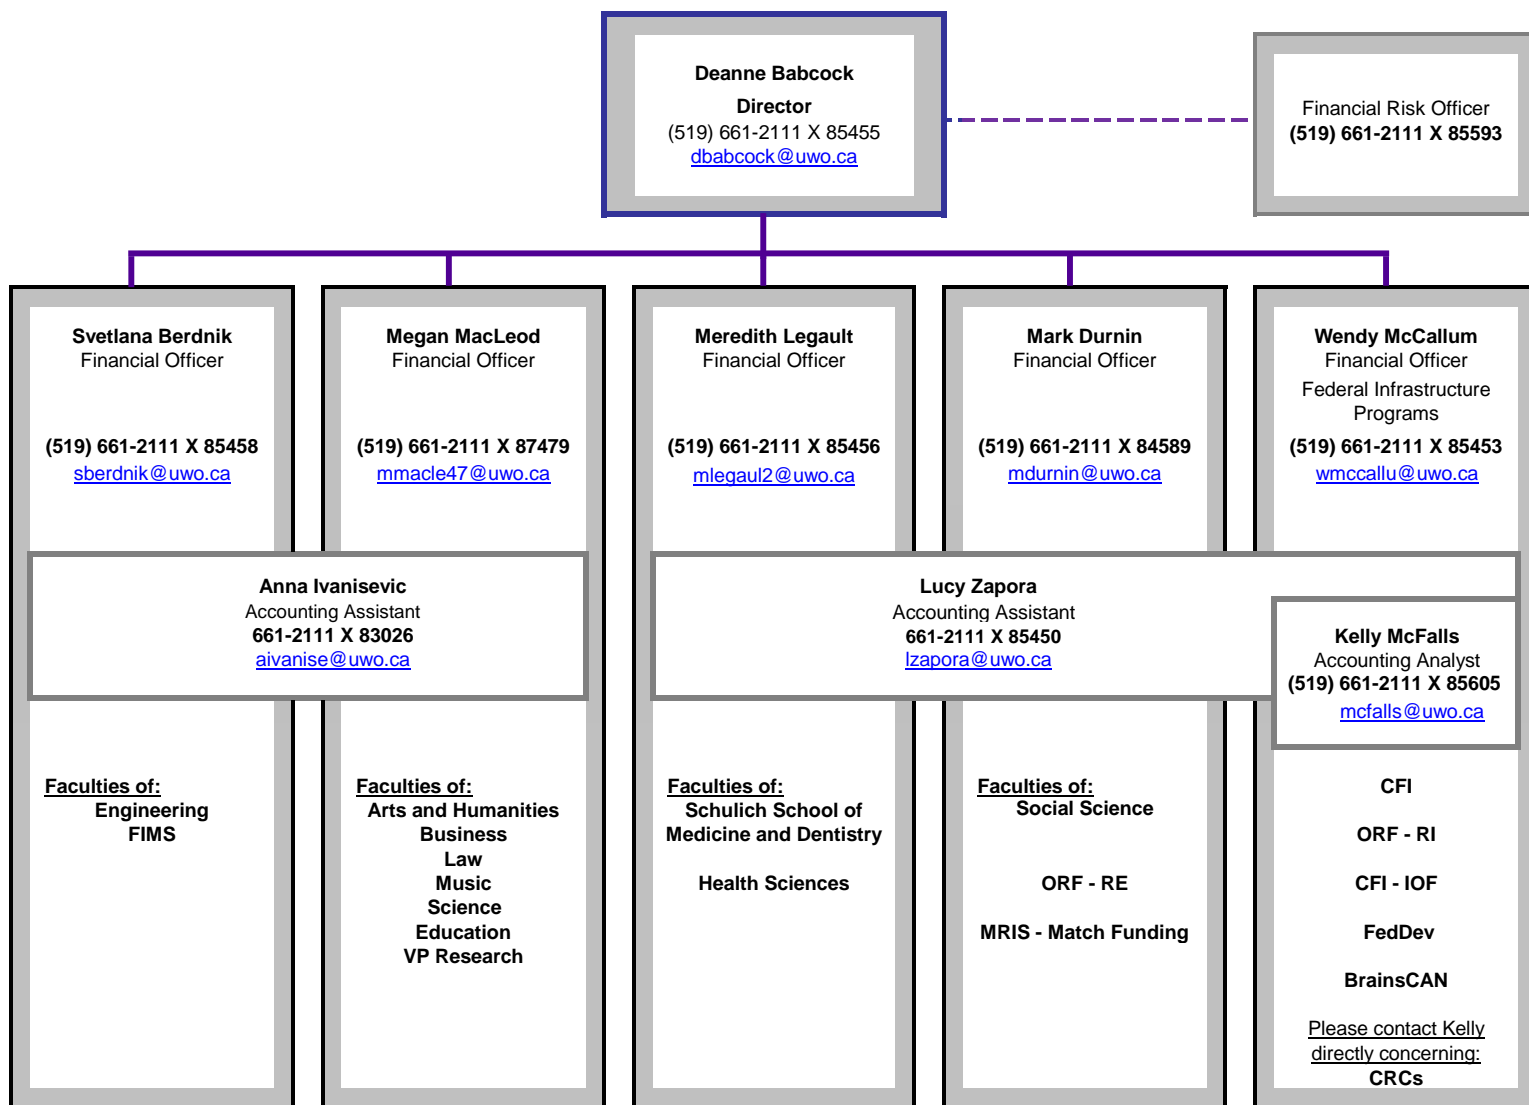 Deanne Babcock
Director
(519) 661-2111 X 85455
dbabcock@uwo.ca
Financial Risk Officer
(519) 661-2111 X 85593
Svetlana Berdnik
Financial Officer
(519) 661-2111 X 85458
sberdnik@uwo.ca
Megan MacLeod
Financial Officer
(519) 661-2111 X 87479
mmacle47@uwo.ca
Meredith Legault
Financial Officer
(519) 661-2111 X 85456
mlegaul2@uwo.ca
Mark Durnin
Financial Officer
(519) 661-2111 X 84589
mdurnin@uwo.ca
Wendy McCallum
Financial Officer
Federal Infrastructure
Programs
(519) 661-2111 X 85453
wmccallu@uwo.ca
Anna Ivanisevic
Accounting Assistant
661-2111 X 83026
aivanise@uwo.ca
Lucy Zapora
Accounting Assistant
661-2111 X 85450
lzapora@uwo.ca
Kelly McFalls
Accounting Analyst
(519) 661-2111 X 85605
mcfalls@uwo.ca
Faculties of:
Engineering
FIMS
Faculties of:
Arts and Humanities
Business
Law
Music
Science
Education
VP Research
Faculties of:
Schulich School of
Medicine and Dentistry
Health Sciences
Faculties of:
Social Science
ORF - RE
MRIS - Match Funding
CFI
ORF - RI
CFI - IOF
FedDev
BrainsCAN
Please contact Kelly
directly concerning:
CRCs